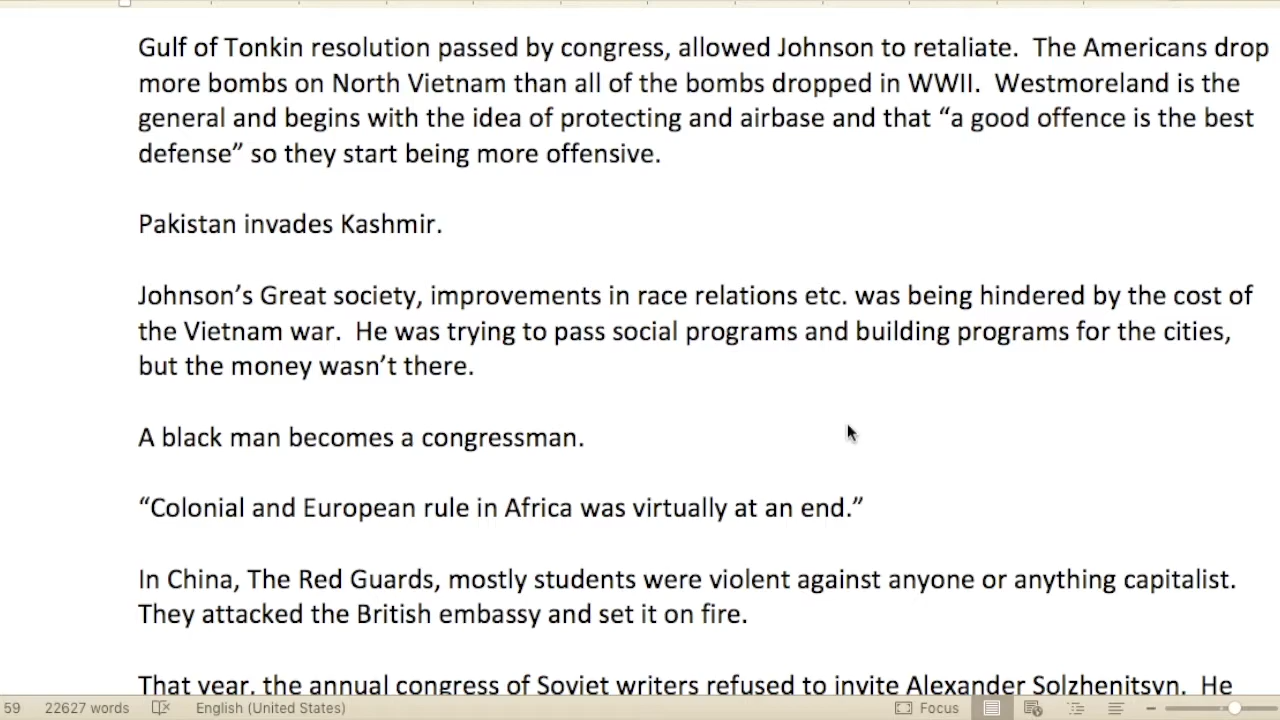 Gulf of Tonkin resolution passed by congress, allowed Johnson to retaliate.  The Americans drop
more bombs on North Vietnam than all of the bombs dropped in WWII.  Westmoreland is the
general and begins with the idea of protecting and airbase and that “a good offence is the best
defense” so they start being more offensive.
Pakistan invades Kashmir.
Johnson’s Great society, improvements in race relations etc. was being hindered by the cost of
the Vietnam war.  He was trying to pass social programs and building programs for the cities,
but the money wasn’t there.
A black man becomes a congressman.
“Colonial and European rule in Africa was virtually at an end.”
In China, The Red Guards, mostly students were violent against anyone or anything capitalist.
They attacked the British embassy and set it on fire.
That year, the annual congress of Soviet writers refused to invite Alexander Solzhenitsyn.  He
59 22627 words English (United States) Focus